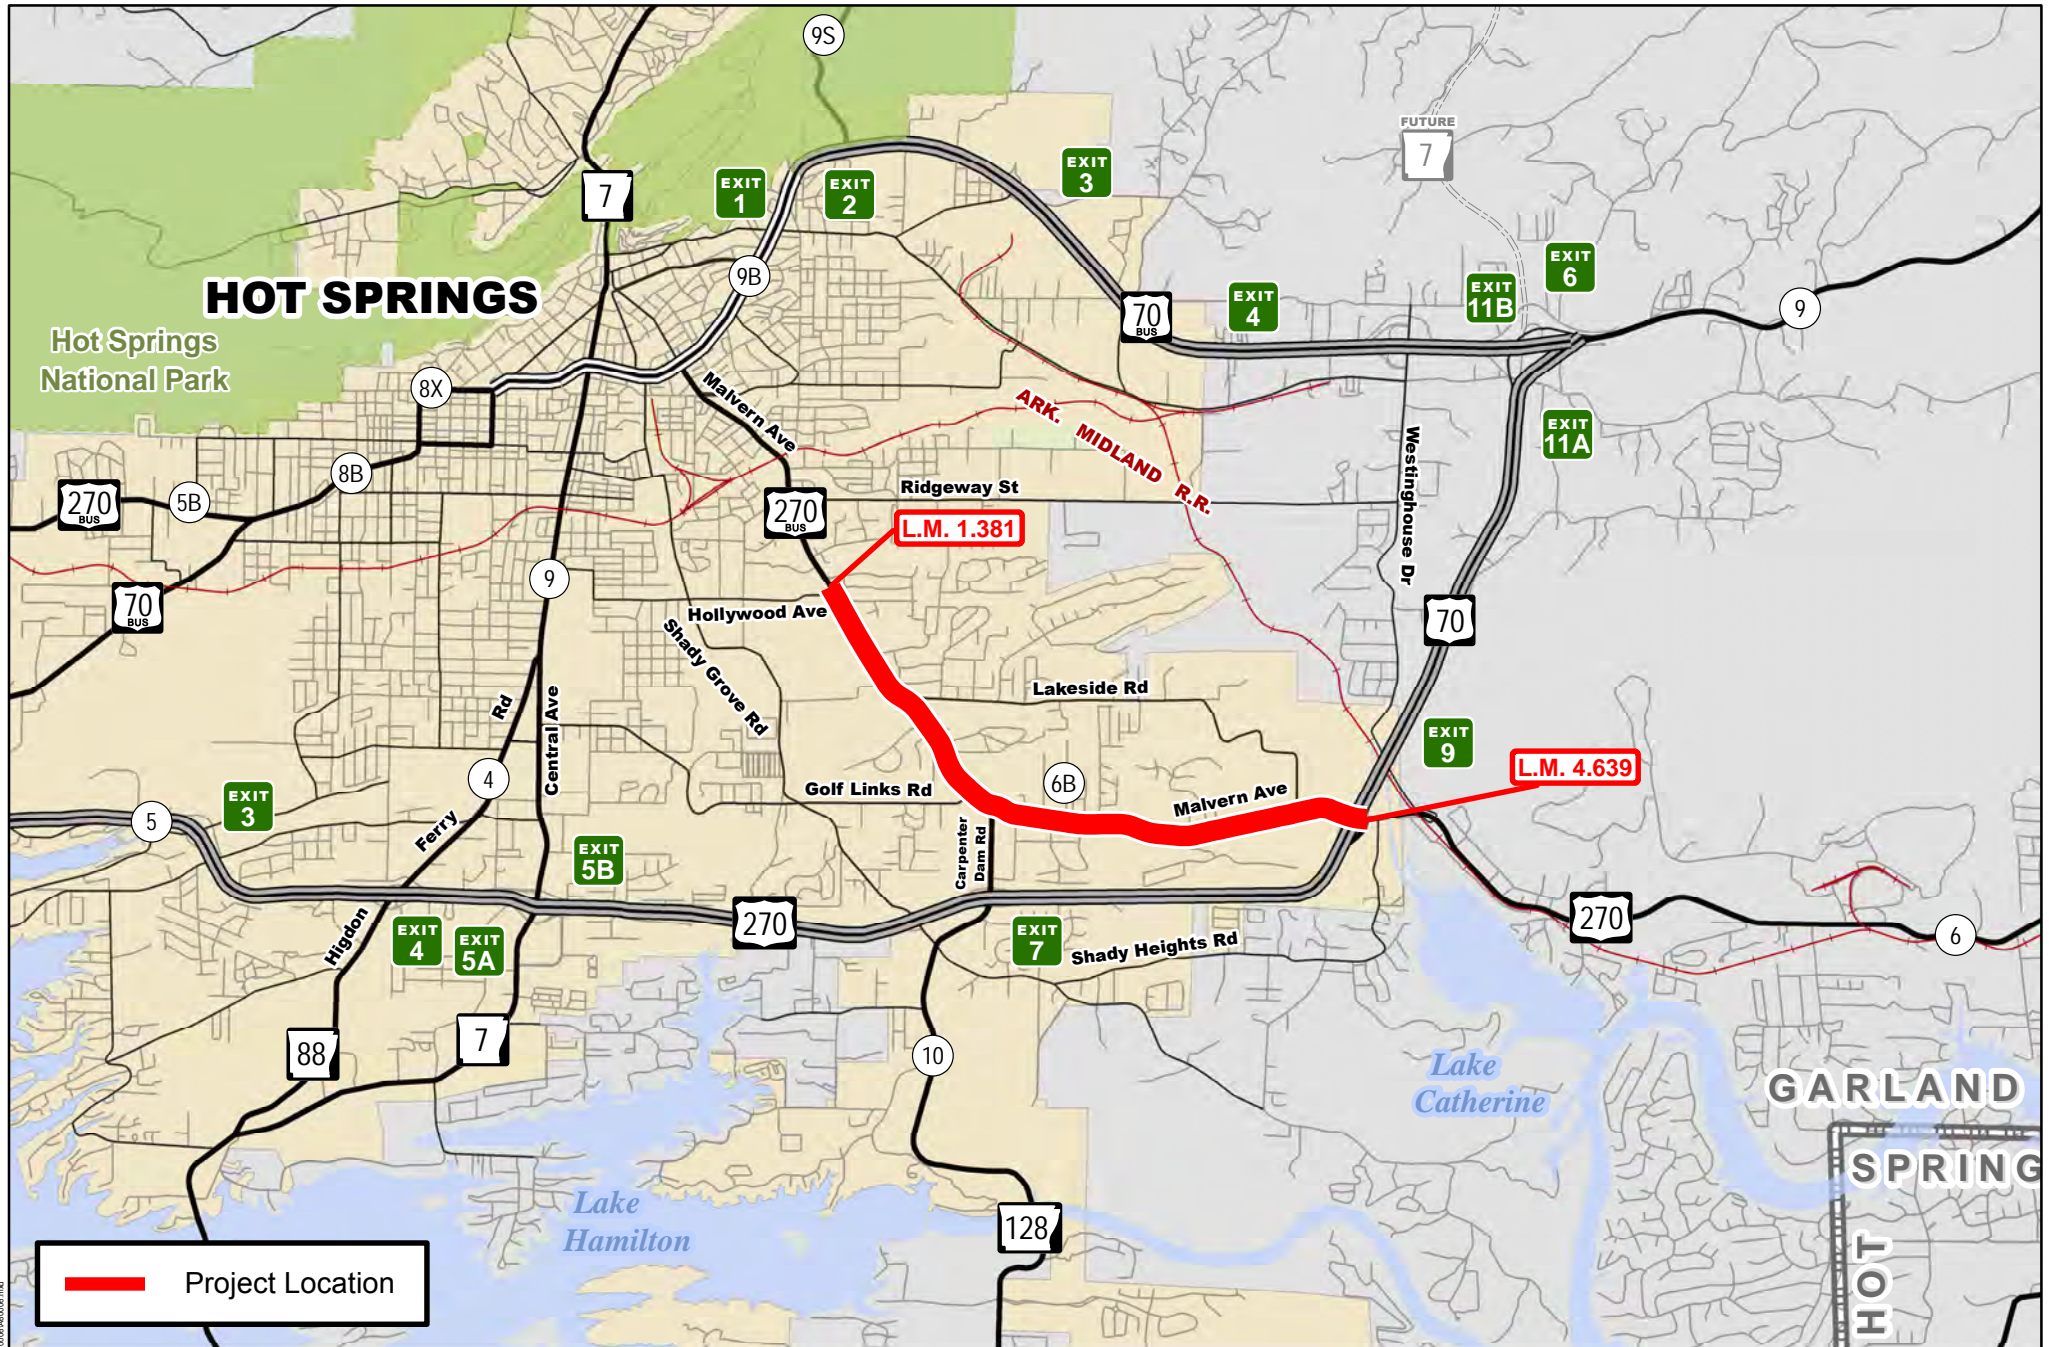 9S
FUTURE
7
EXIT
3
EXIT
1
EXIT
2
7
EXIT
6
9B
HOT SPRINGS
EXIT
11B
EXIT
4
70
BUS
9
Hot Springs
National Park
8X
Malvern Ave
ARK. MIDLAND R.R.
EXIT
11A
Westinghouse Dr
8B
270
BUS
5B
Ridgeway St
270
BUS
L.M. 1.381
9
70
BUS
Hollywood Ave
70
Shady Grove Rd
Lakeside Rd
Central Ave
EXIT
9
L.M. 4.639
4
6B
Golf Links Rd
Malvern Ave
EXIT
3
5
Higdon Ferry Rd
Carpenter
Dam Rd
EXIT
5B
270
270
EXIT
4
EXIT
5A
EXIT
7
Shady Heights Rd
6
88
7
10
Lake
Catherine
GARLAND
HOT SPRING
Lake
Hamilton
128
Project Location